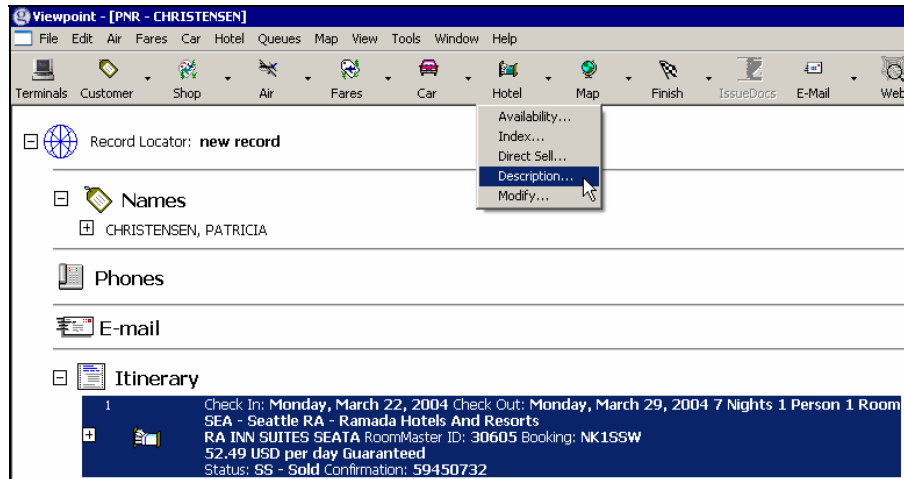 Viewpoint - [PNR - CHRISTENSEN]
File Edit Air Fares Car Hotel Queues Map View Tools Window Help
Terminals Customer Shop Air Fares Car Hotel Map Finish IssueDocs E-Mail Web
Availability...
Index...
Direct Sell...
Description...
Modify...
Record Locator: new record
Names
CHRISTENSEN, PATRICIA
Phones
E-mail
Itinerary
1 Check In: Monday, March 22, 2004 Check Out: Monday, March 29, 2004 7 Nights 1 Person 1 Room
SEA - Seattle RA - Ramada Hotels And Resorts
RA INN SUITES SEATA RoomMaster ID: 30605 Booking: NK1SSW
52.49 USD per day Guaranteed
Status: SS - Sold Confirmation: 59450732